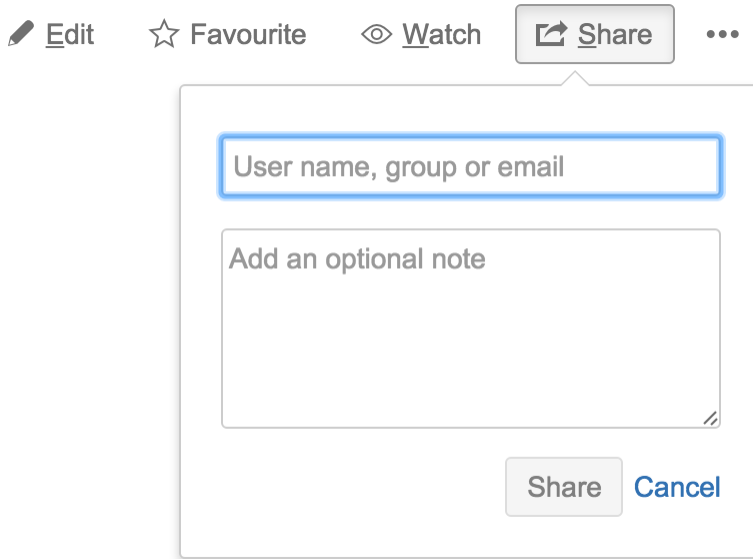 Edit Favourite Watch Share •••
User name, group or email
Add an optional note
Share Cancel